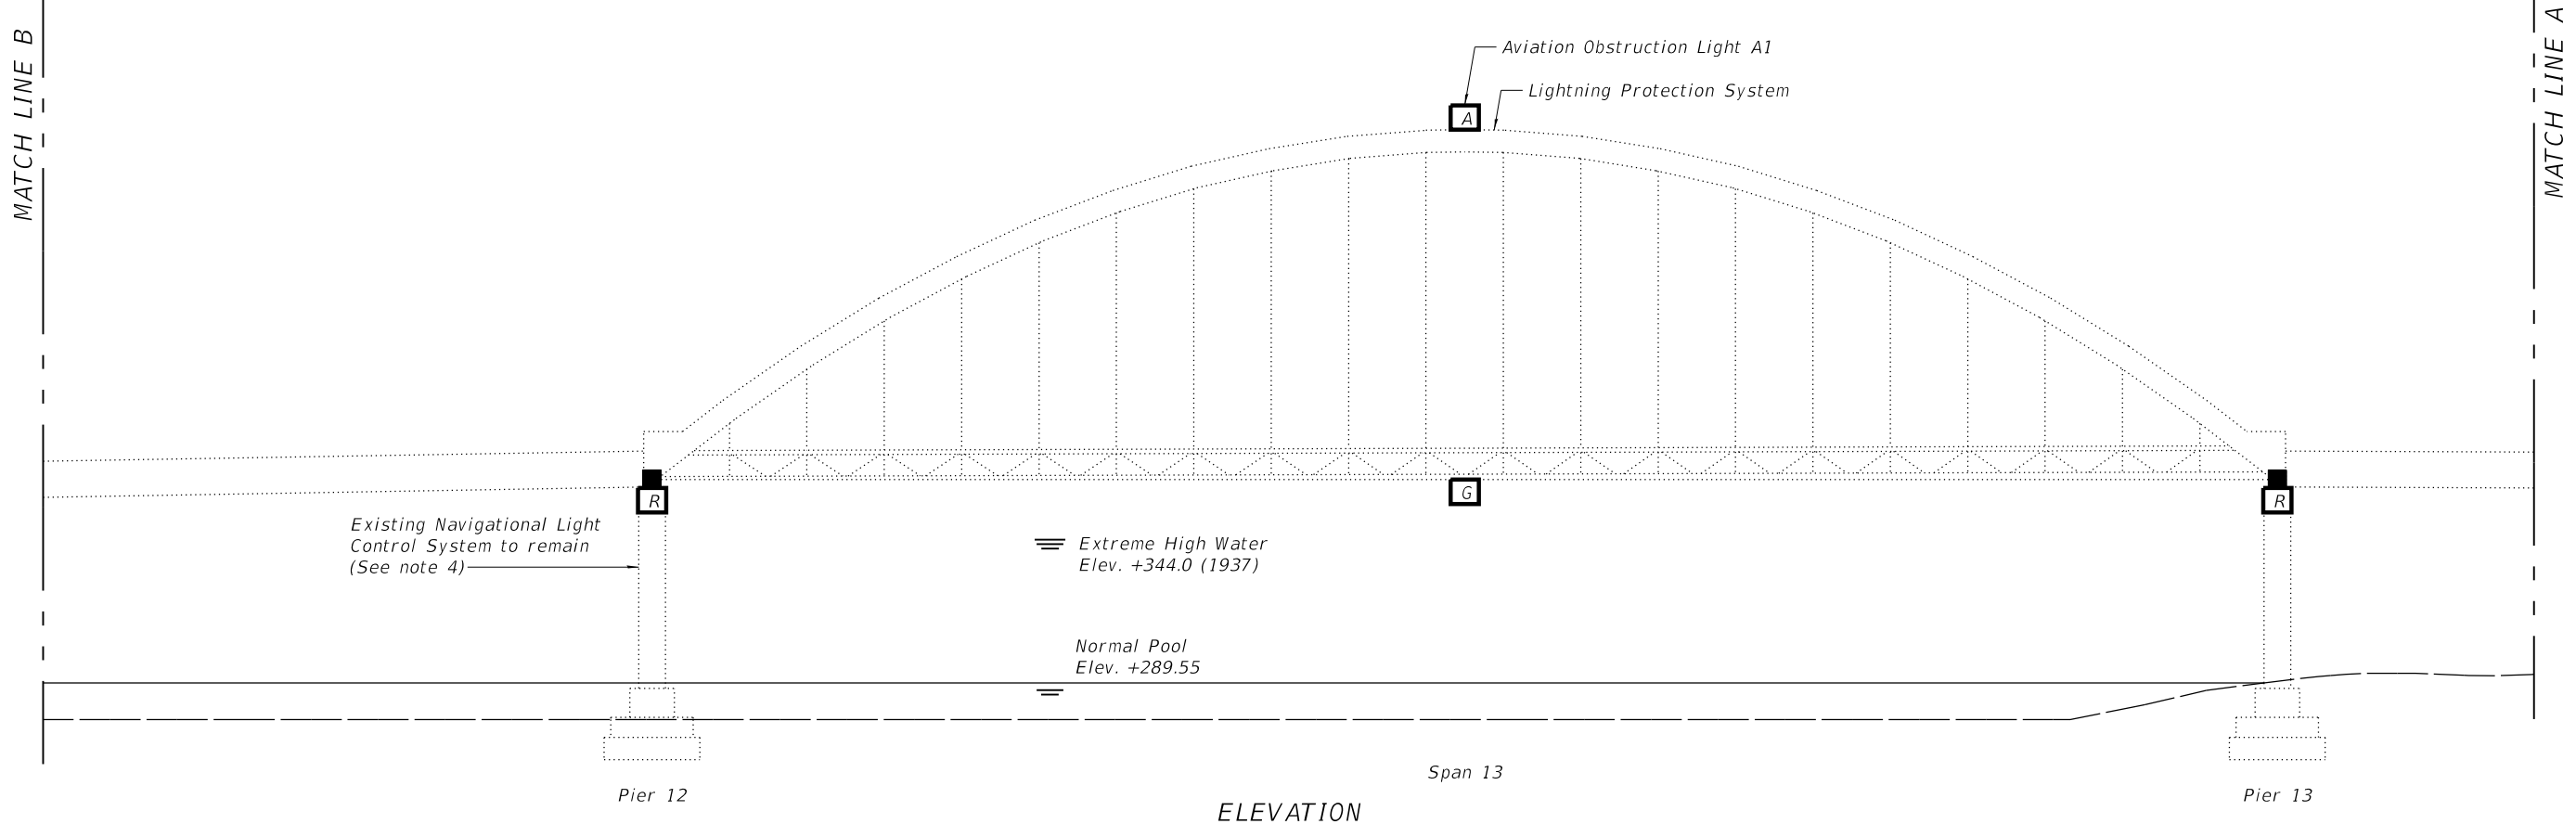 MATCH LINE B
MATCH LINE A
Aviation Obstruction Light A1
Lightning Protection System
A
R
G
R
Existing Navigational Light
Control System to remain
(See note 4)
Extreme High Water
Elev. +344.0 (1937)
Normal Pool
Elev. +289.55
Span 13
Pier 12
Pier 13
ELEVATION